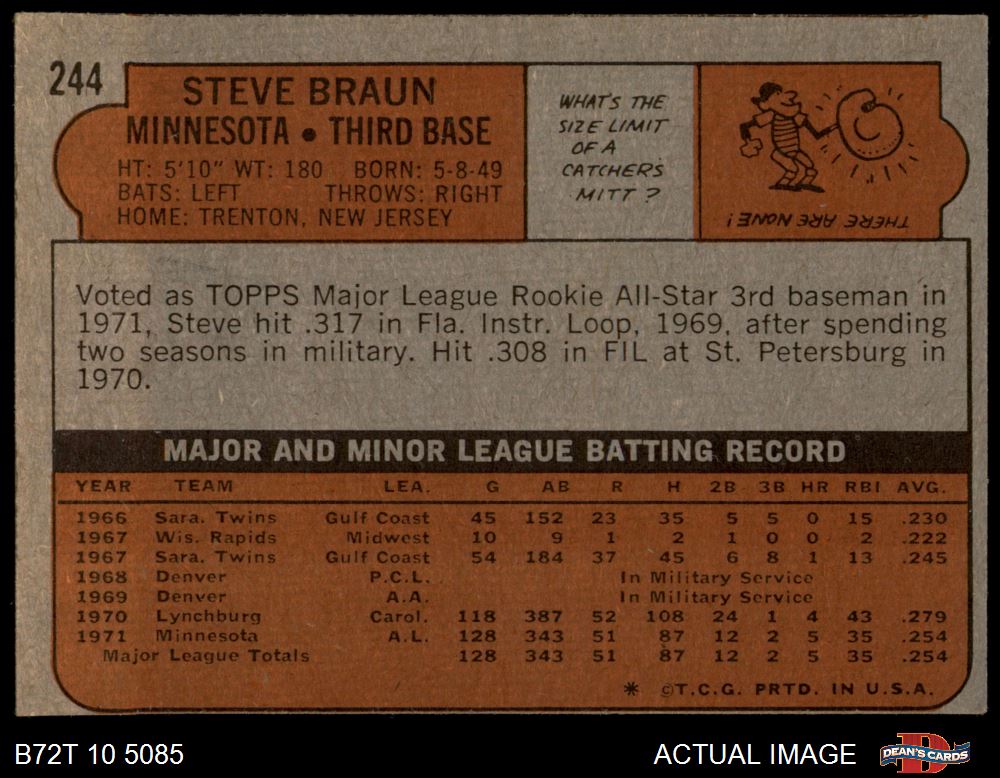 244
STEVE BRAUN
MINNESOTA • THIRD BASE
HT: 5'10" WT: 180 BORN: 5-8-49
BATS: LEFT THROWS: RIGHT
HOME: TRENTON, NEW JERSEY
WHAT'S THE
SIZE LIMIT
OF A
CATCHER'S
MITT?
THERE ARE NONE!
Voted as TOPPS Major League Rookie All-Star 3rd baseman in
1971, Steve hit .317 in Fla. Instr. Loop, 1969, after spending
two seasons in military. Hit .308 in FIL at St. Petersburg in
1970.
MAJOR AND MINOR LEAGUE BATTING RECORD
YEAR TEAM LEA. G AB R H 2B 3B HR RBI AVG.
1966 Sara. Twins Gulf Coast 45 152 23 35 5 5 0 15 .230
1967 Wis. Rapids Midwest 10 9 1 2 1 0 0 2 .222
1967 Sara. Twins Gulf Coast 54 184 37 45 6 8 1 13 .245
1968 Denver P.C.L. In Military Service
1969 Denver A.A. In Military Service
1970 Lynchburg Carol. 118 387 52 108 24 1 4 43 .279
1971 Minnesota A.L. 128 343 51 87 12 2 5 35 .254
Major League Totals 128 343 51 87 12 2 5 35 .254
* ©T.C.G. PRTD. IN U.S.A.
B72T 10 5085
ACTUAL IMAGE
DEAN'S CARDS